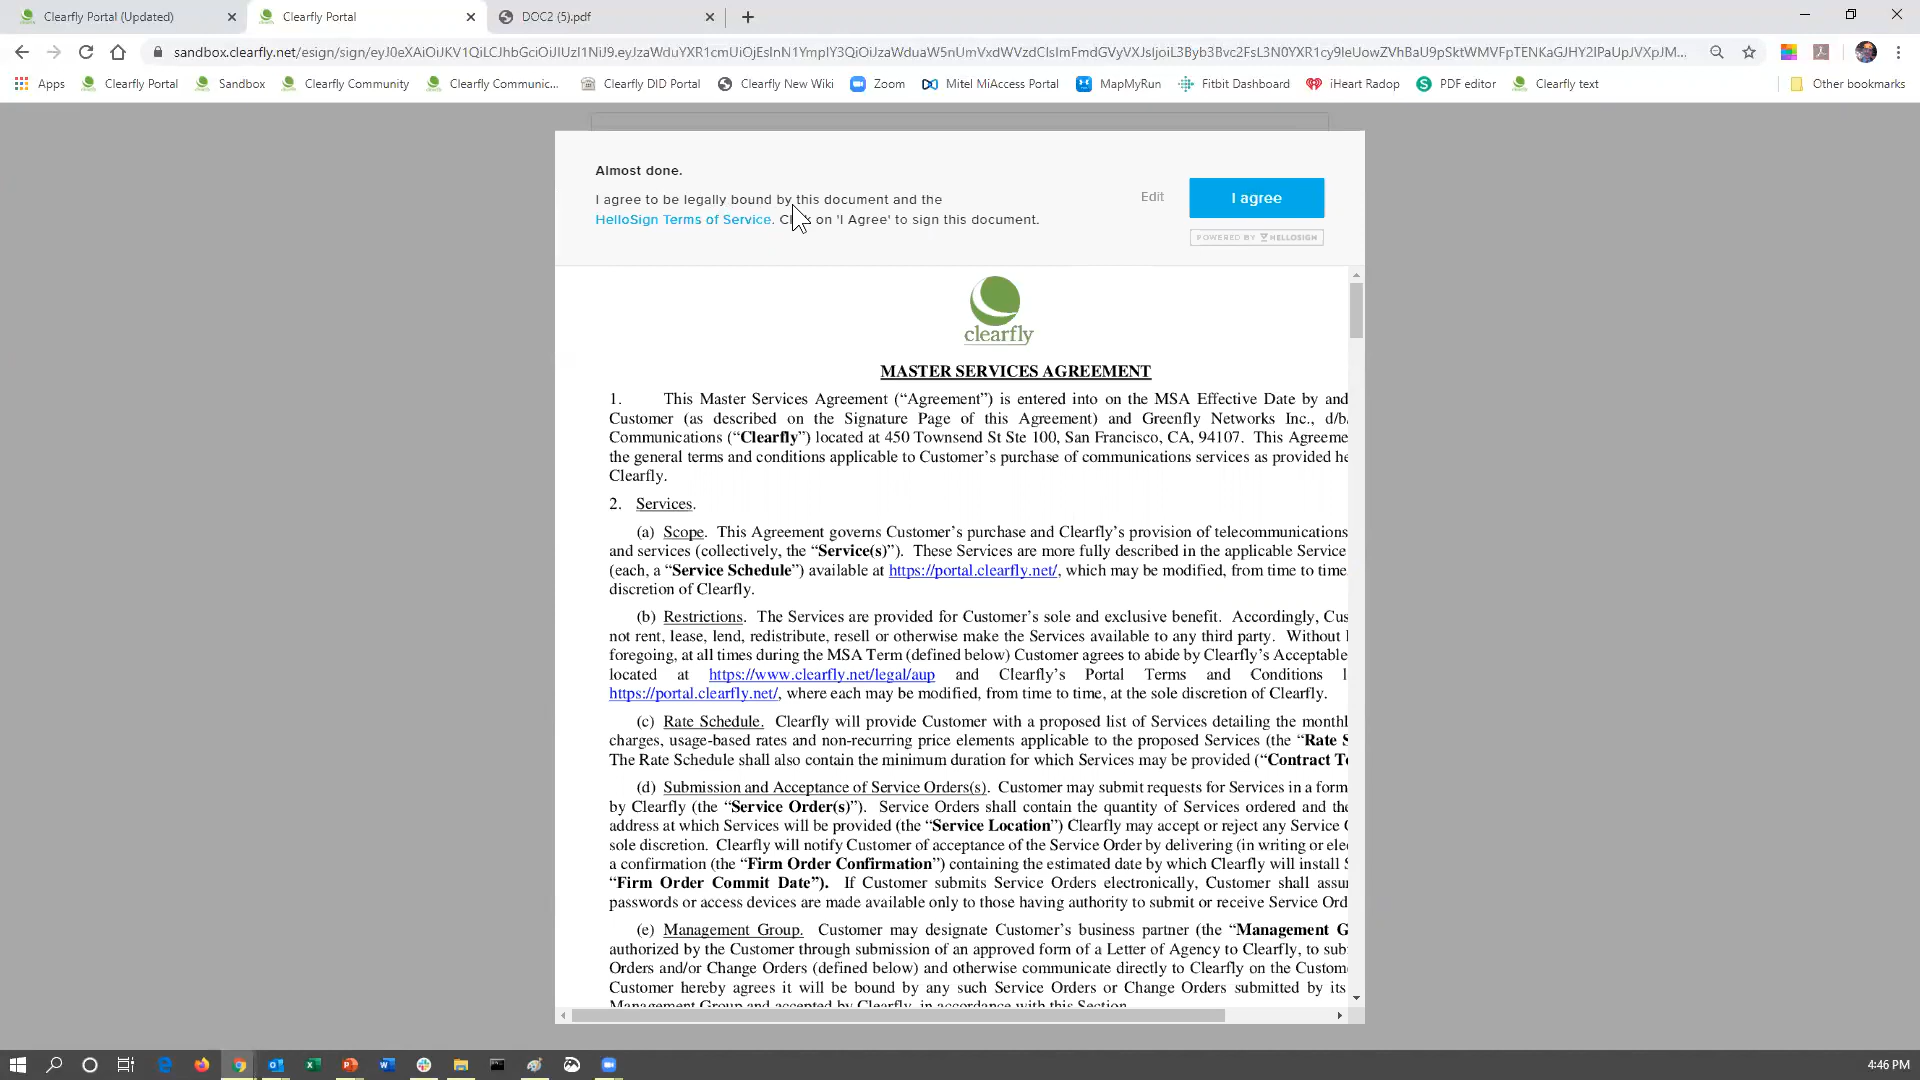 Clearfly Portal (Updated)
Clearfly Portal
DOC2 (5).pdf
Apps
Clearfly Portal
Sandbox
Clearfly Community
Clearfly Communic...
Clearfly DID Portal
Clearfly New Wiki
Zoom
Mitel MiAccess Portal
MapMyRun
Fitbit Dashboard
iHeart Radop
PDF editor
Clearfly text
Other bookmarks
Almost done.
I agree to be legally bound by this document and the
HelloSign Terms of Service. on 'I Agree' to sign this document.
Edit
I agree
POWERED BY HELLOSIGN
clearfly
MASTER SERVICES AGREEMENT
1. This Master Services Agreement (“Agreement”) is entered into on the MSA Effective Date by and
Customer (as described on the Signature Page of this Agreement) and Greenfly Networks Inc., d/b
Communications (“Clearfly”) located at 450 Townsend St Ste 100, San Francisco, CA, 94107. This Agreeme
the general terms and conditions applicable to Customer’s purchase of communications services as provided he
Clearfly.
2. Services.
(a) Scope. This Agreement governs Customer’s purchase and Clearfly’s provision of telecommunications
and services (collectively, the “Service(s)”). These Services are more fully described in the applicable Service
(each, a “Service Schedule”) available at https://portal.clearfly.net/, which may be modified, from time to time
discretion of Clearfly.
(b) Restrictions. The Services are provided for Customer’s sole and exclusive benefit. Accordingly, Cus
not rent, lease, lend, redistribute, resell or otherwise make the Services available to any third party. Without
foregoing, at all times during the MSA Term (defined below) Customer agrees to abide by Clearfly’s Acceptable
located at https://www.clearfly.net/legal/aup and Clearfly’s Portal Terms and Conditions
https://portal.clearfly.net/, where each may be modified, from time to time, at the sole discretion of Clearfly.
(c) Rate Schedule. Clearfly will provide Customer with a proposed list of Services detailing the monthl
charges, usage-based rates and non-recurring price elements applicable to the proposed Services (the “Rate S
The Rate Schedule shall also contain the minimum duration for which Services may be provided (“Contract Te
(d) Submission and Acceptance of Service Orders(s). Customer may submit requests for Services in a form
by Clearfly (the “Service Order(s)”). Service Orders shall contain the quantity of Services ordered and the
address at which Services will be provided (the “Service Location”) Clearfly may accept or reject any Service
sole discretion. Clearfly will notify Customer of acceptance of the Service Order by delivering (in writing or ele
a confirmation (the “Firm Order Confirmation”) containing the estimated date by which Clearfly will install
“Firm Order Commit Date”). If Customer submits Service Orders electronically, Customer shall assu
passwords or access devices are made available only to those having authority to submit or receive Service Ord
(e) Management Group. Customer may designate Customer’s business partner (the “Management G
authorized by the Customer through submission of an approved form of a Letter of Agency to Clearfly, to sub
Orders and/or Change Orders (defined below) and otherwise communicate directly to Clearfly on the Custom
Customer hereby agrees it will be bound by any such Service Orders or Change Orders submitted by its
Management Group and accepted by Clearfly, in accordance with this Section.
4:46 PM